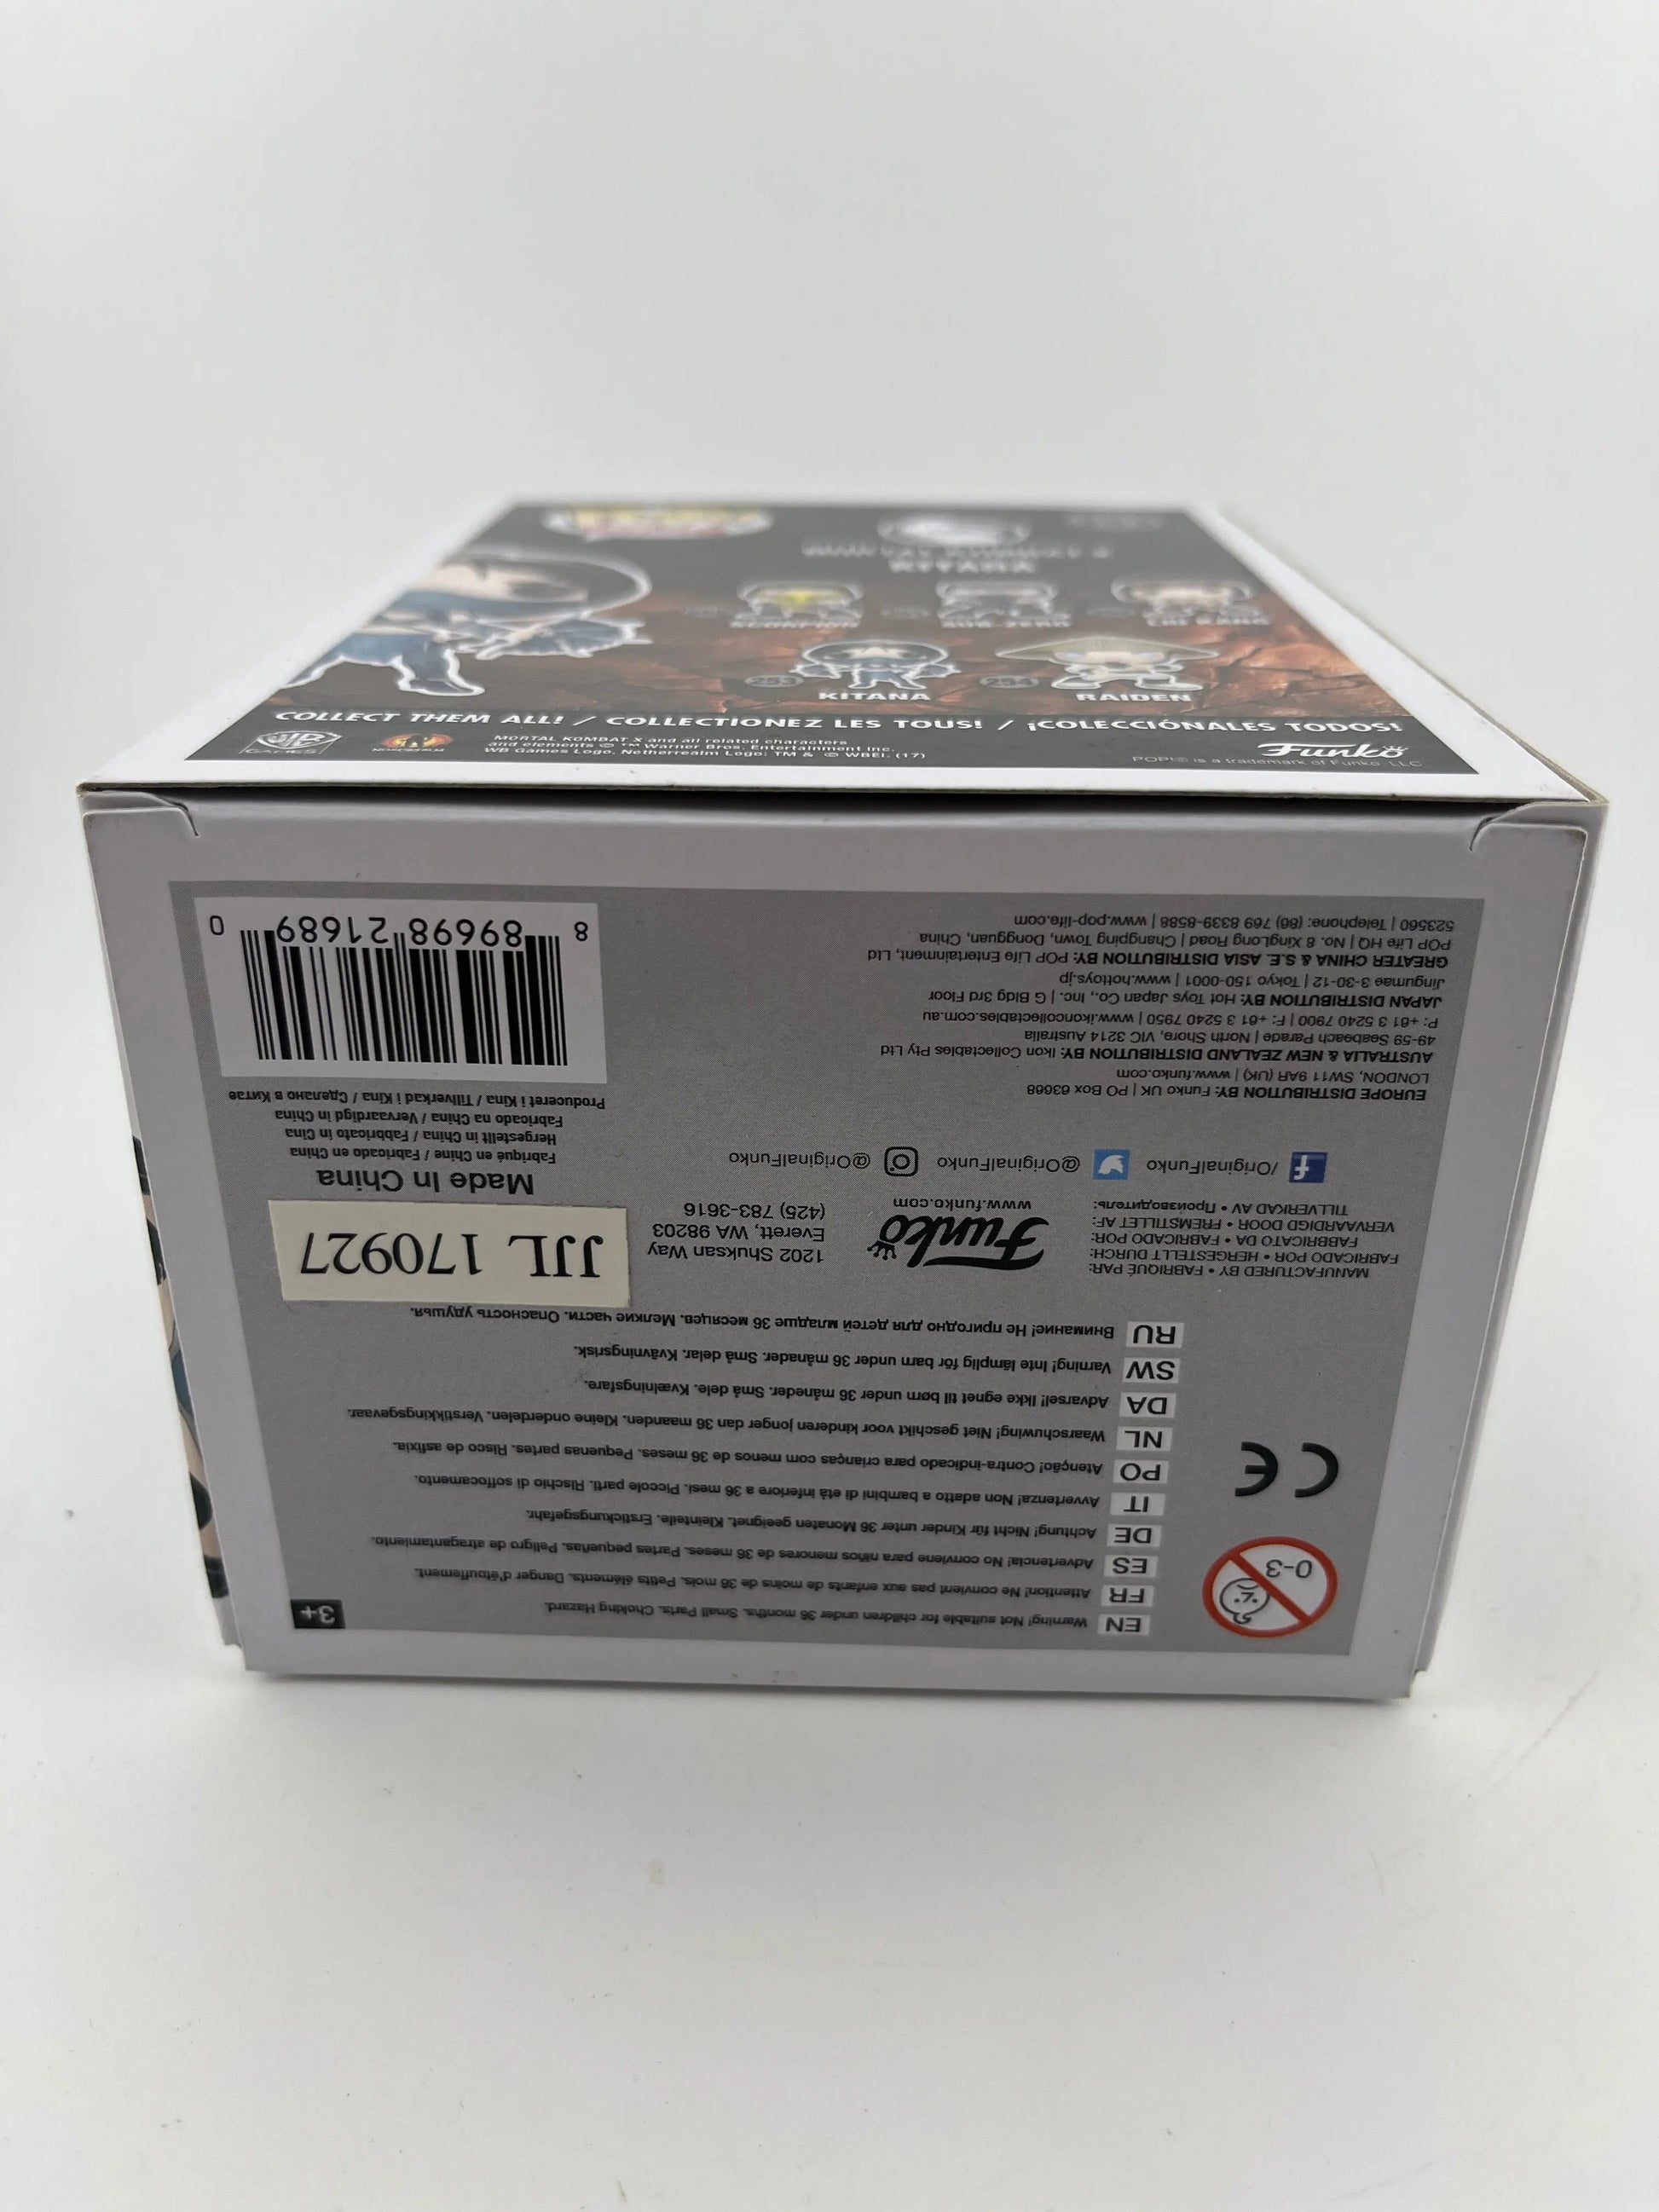 KITANA
SCORPION
SUB-ZERO
253
KITANA
254
RAIDEN
COLLECT THEM ALL! / COLLECTIONEZ LES TOUS! / ¡COLECCIÓNALES TODOS!
WB
GAMES
MORTAL KOMBAT X and all related characters
and elements © ™ Warner Bros. Entertainment Inc.
WB Games Logo, Netherrealm Logo: TM & © WBEI. (17)
Funko
POP!® is a trademark of Funko, LLC
EN Warning! Not suitable for children under 36 months. Small Parts. Choking Hazard.
FR Attention! Ne convient pas aux enfants de moins de 36 mois. Petits éléments. Danger d'étouffement.
ES Advertencia! No conviene para niños menores de 36 meses. Partes pequeñas. Peligro de atragantamiento.
DE Achtung! Nicht für Kinder unter 36 Monaten geeignet. Kleinteile. Erstickungsgefahr.
IT Avvertenza! Non adatto a bambini di età inferiore a 36 mesi. Piccole parti. Rischio di soffocamento.
PO Atenção! Contra-indicado para crianças com menos de 36 meses. Pequenas partes. Risco de asfixia.
NL Waarschuwing! Niet geschikt voor kinderen jonger dan 36 maanden. Kleine onderdelen. Verstikkingsgevaar.
DA Advarsel! Ikke egnet til børn under 36 måneder. Små dele. Kvælningsfare.
SW Varning! Inte lämplig för barn under 36 månader. Små delar. Kvävningsrisk.
RU Внимание! Не пригодно для детей младше 36 месяцев. Мелкие части. Опасность удушья.
0-3
CE
3+
MANUFACTURED BY • FABRIQUÉ PAR:
FABRICADO POR • HERGESTELLT DURCH:
FABBRICATO DA • FABRICADO POR:
VERVAARDIGD DOOR • FREMSTILLET AF:
TILLVERKAD AV • Производитель:
Funko
www.funko.com
1202 Shuksan Way
Everett, WA 98203
(425) 783-3616
JJL 170927
/OriginalFunko
@OriginalFunko
@OriginalFunko
Made In China
Fabriqué en Chine / Fabricado en China
Hergestellt in China / Fabbricato in Cina
Fabricado na China / Vervaardigd in China
Produceret i Kina / Tillverkad i Kina / Сделано в Китае
EUROPE DISTRIBUTION BY: Funko UK | PO Box 63668
LONDON, SW11 9AR (UK) | www.funko.com
AUSTRALIA & NEW ZEALAND DISTRIBUTION BY: Ikon Collectables Pty Ltd
49-59 Seabeach Parade | North Shore, VIC 3214 Australia
P: +61 3 5240 7900 | F: +61 3 5240 7950 | www.ikoncollectables.com.au
JAPAN DISTRIBUTION BY: Hot Toys Japan Co., Inc. | G Bldg 3rd Floor
Jingumae 3-30-12 | Tokyo 150-0001 | www.hottoys.jp
GREATER CHINA & S.E. ASIA DISTRIBUTION BY: POP Life Entertainment, Ltd
POP Life HQ | No. 8 XingLong Road | Changping Town, Dongguan, China
523560 | Telephone: (86) 769 8339-8588 | www.pop-life.com
8 89698 21689 0